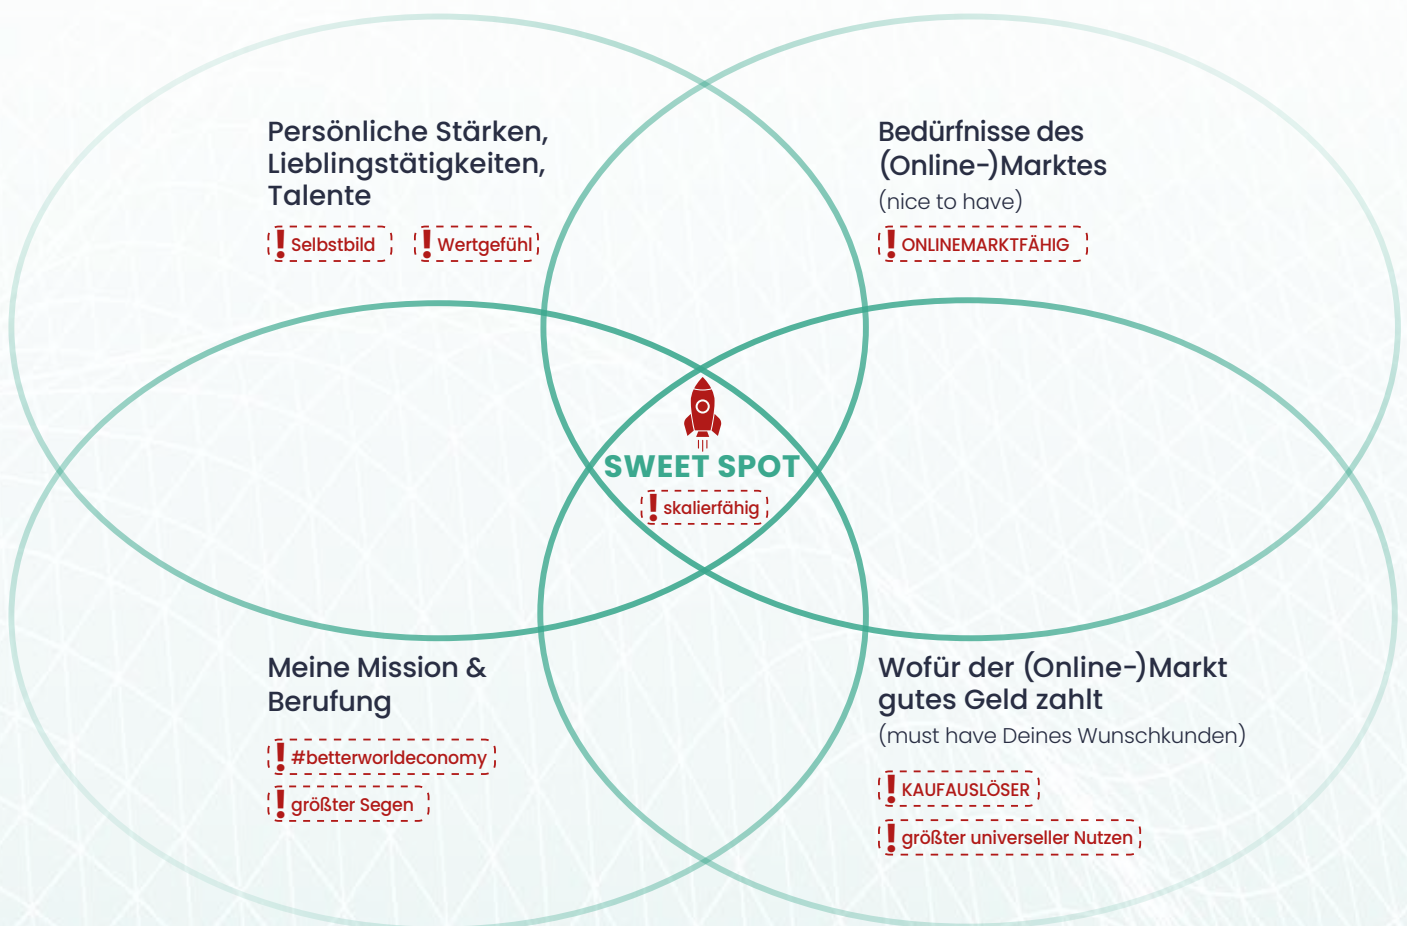 Persönliche Stärken,
Lieblingstätigkeiten,
Talente
! Selbstbild
! Wertgefühl
Bedürfnisse des
(Online-)Marktes
(nice to have)
! ONLINEMARKTFÄHIG
SWEET SPOT
! skalierfähig
Meine Mission &
Berufung
! #betterworldeconomy
! größter Segen
Wofür der (Online-)Markt
gutes Geld zahlt
(must have Deines Wunschkunden)
! KAUFAUSLÖSER
! größter universeller Nutzen